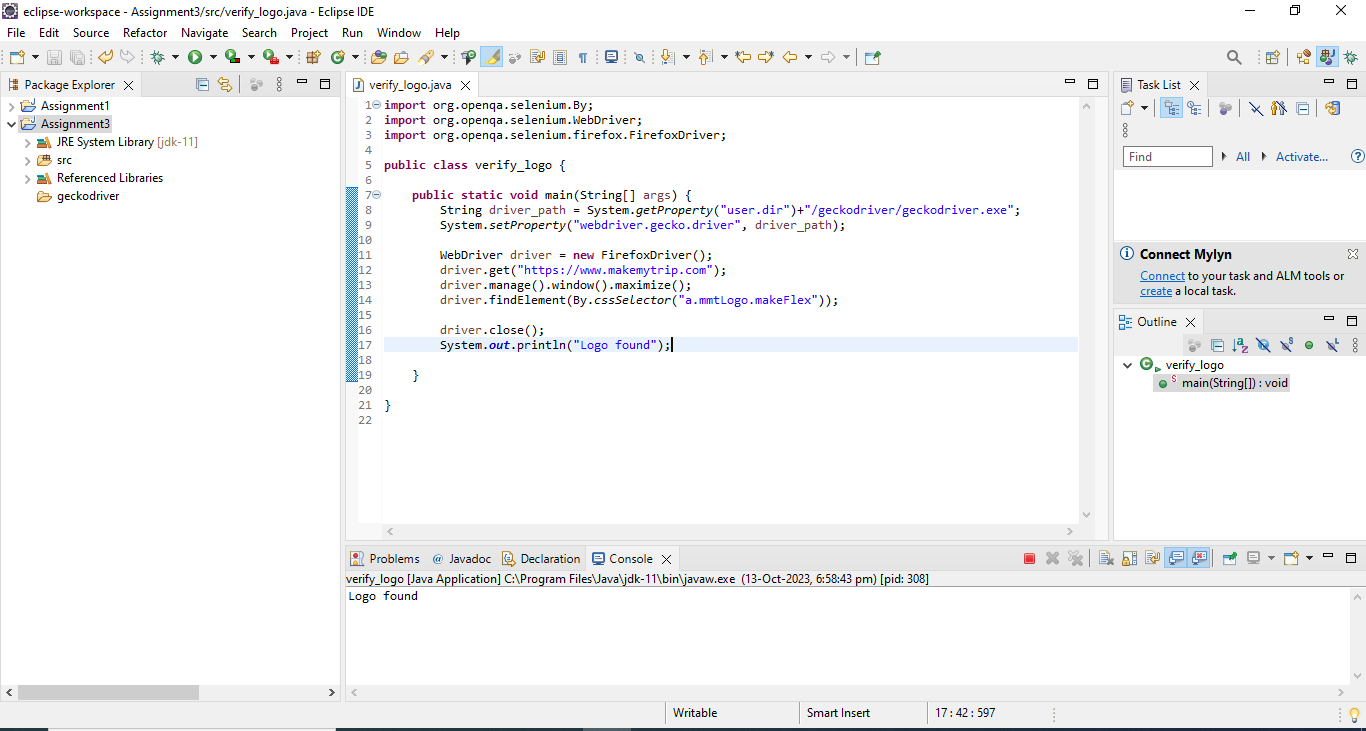 eclipse-workspace - Assignment3/src/verify_logo.java - Eclipse IDE
File Edit Source Refactor Navigate Search Project Run Window Help
Package Explorer
Assignment1
Assignment3
JRE System Library [jdk-11]
src
Referenced Libraries
geckodriver
verify_logo.java
1 import org.openqa.selenium.By;
2 import org.openqa.selenium.WebDriver;
3 import org.openqa.selenium.firefox.FirefoxDriver;
4
5 public class verify_logo {
6
7 public static void main(String[] args) {
8 String driver_path = System.getProperty("user.dir")+"/geckodriver/geckodriver.exe";
9 System.setProperty("webdriver.gecko.driver", driver_path);
10
11 WebDriver driver = new FirefoxDriver();
12 driver.get("https://www.makemytrip.com");
13 driver.manage().window().maximize();
14 driver.findElement(By.cssSelector("a.mmtLogo.makeFlex"));
15
16 driver.close();
17 System.out.println("Logo found");
18
19 }
20
21 }
22
Task List
Find All Activate...
Connect Mylyn
Connect to your task and ALM tools or
create a local task.
Outline
verify_logo
main(String[]) : void
Problems @ Javadoc Declaration Console
verify_logo [Java Application] C:\Program Files\Java\jdk-11\bin\javaw.exe (13-Oct-2023, 6:58:43 pm) [pid: 308]
Logo found
Writable Smart Insert 17 : 42 : 597